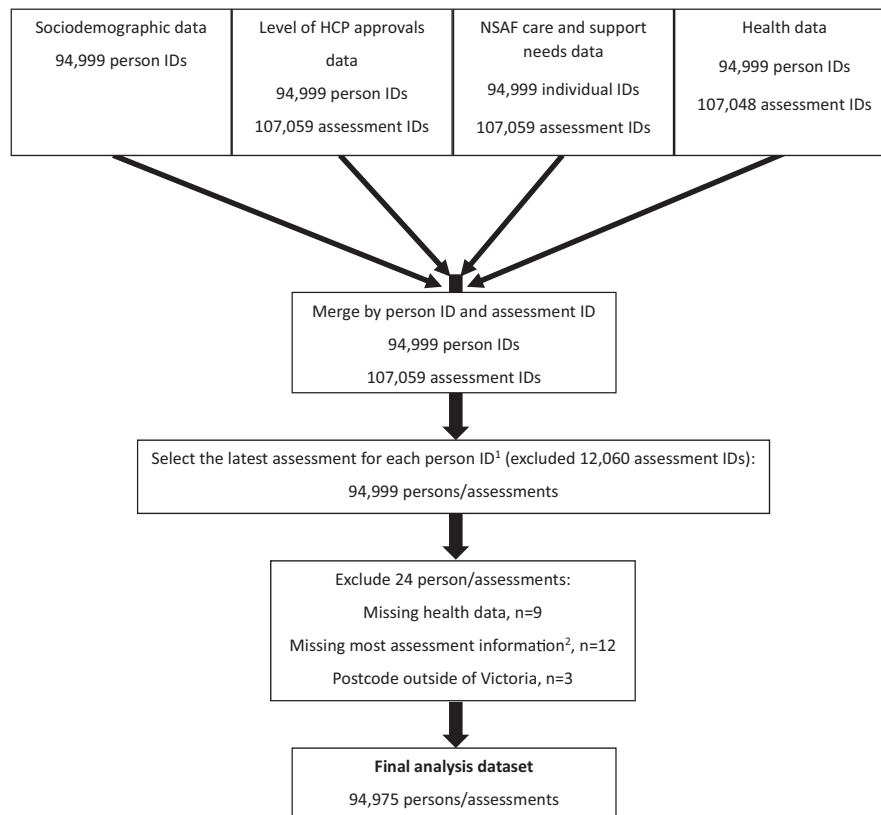 Sociodemographic data
94,999 person IDs
Level of HCP approvals
data
94,999 person IDs
107,059 assessment IDs
NSAF care and support
needs data
94,999 individual IDs
107,059 assessment IDs
Health data
94,999 person IDs
107,048 assessment IDs
Merge by person ID and assessment ID
94,999 person IDs
107,059 assessment IDs
Select the latest assessment for each person ID¹ (excluded 12,060 assessment IDs):
94,999 persons/assessments
Exclude 24 person/assessments:
Missing health data, n=9
Missing most assessment information², n=12
Postcode outside of Victoria, n=3
Final analysis dataset
94,975 persons/assessments